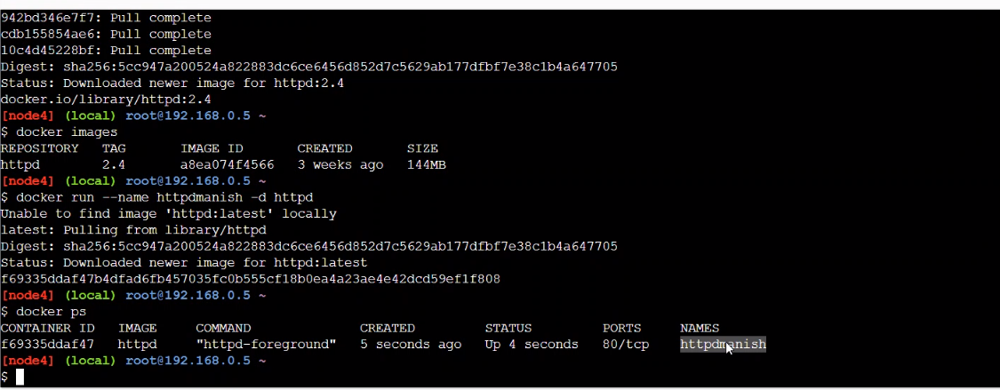 942bd346e7f7: Pull complete
cdb155854ae6: Pull complete
10c4d45228bf: Pull complete
Digest: sha256:5cc947a200524a822883dc6ce6456d852d7c5629ab177dfbf7e38c1b4a647705
Status: Downloaded newer image for httpd:2.4
docker.io/library/httpd:2.4
[node4] (local) root@192.168.0.5 ~
$ docker images
REPOSITORY   TAG       IMAGE ID       CREATED       SIZE
httpd        2.4       a8ea074f4566   3 weeks ago   144MB
[node4] (local) root@192.168.0.5 ~
$ docker run --name httpdmanish -d httpd
Unable to find image 'httpd:latest' locally
latest: Pulling from library/httpd
Digest: sha256:5cc947a200524a822883dc6ce6456d852d7c5629ab177dfbf7e38c1b4a647705
Status: Downloaded newer image for httpd:latest
f69335ddaf47b4dfad6fb457035fc0b555cf18b0ea4a23ae4e42dcd59ef1f808
[node4] (local) root@192.168.0.5 ~
$ docker ps
CONTAINER ID   IMAGE     COMMAND              CREATED         STATUS         PORTS     NAMES
f69335ddaf47   httpd     "httpd-foreground"   5 seconds ago   Up 4 seconds   80/tcp    httpdmanish
[node4] (local) root@192.168.0.5 ~
$